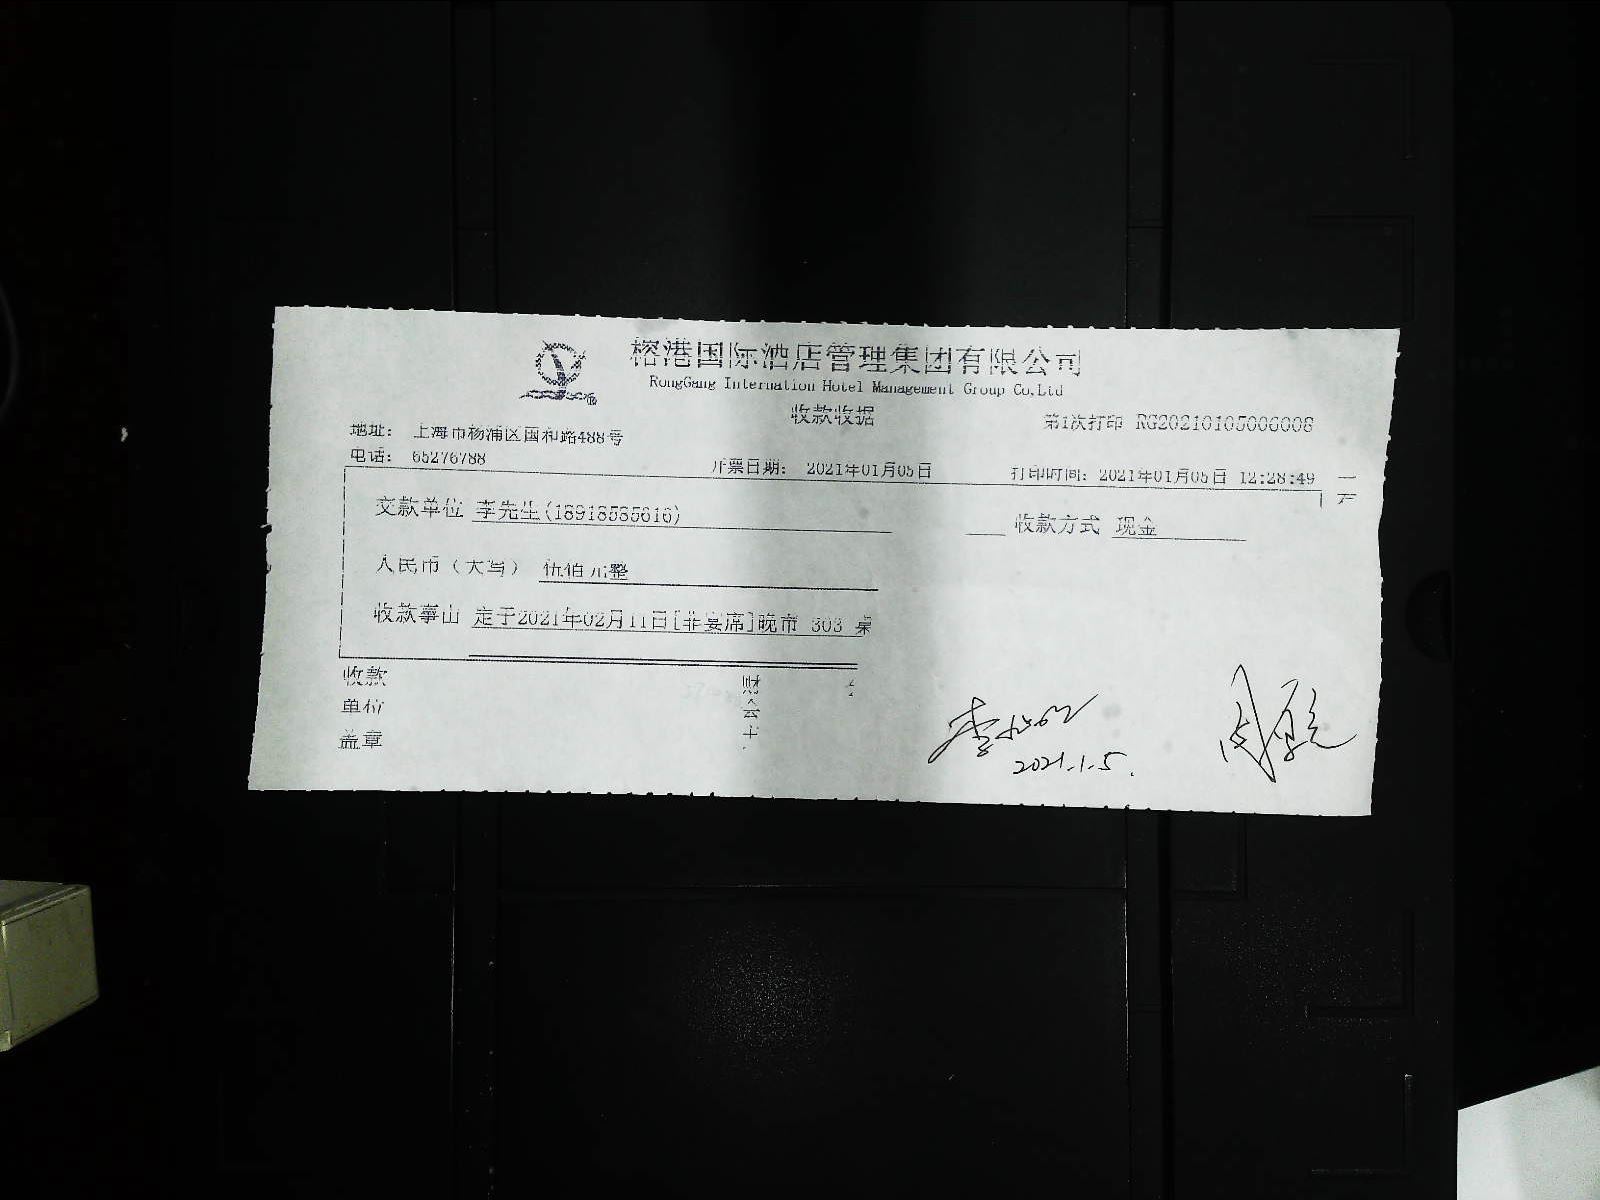 榕港国际酒店管理集团有限公司
RongGang Internation Hotel Management Group Co,Ltd
收款收据
第1次打印 RG20210105000008
地址： 上海市杨浦区国和路488号
电话： 65276788
开票日期： 2021年01月05日
打印时间：2021年01月05日 12:28:49
交款单位 李先生(18918585616)
收款方式 现金
人民币（大写） 伍佰元整
收款事由 定于2021年02月11日[非宴席]晚市 303 桌
收款
单位
盖章
财
会
2021.1.5.